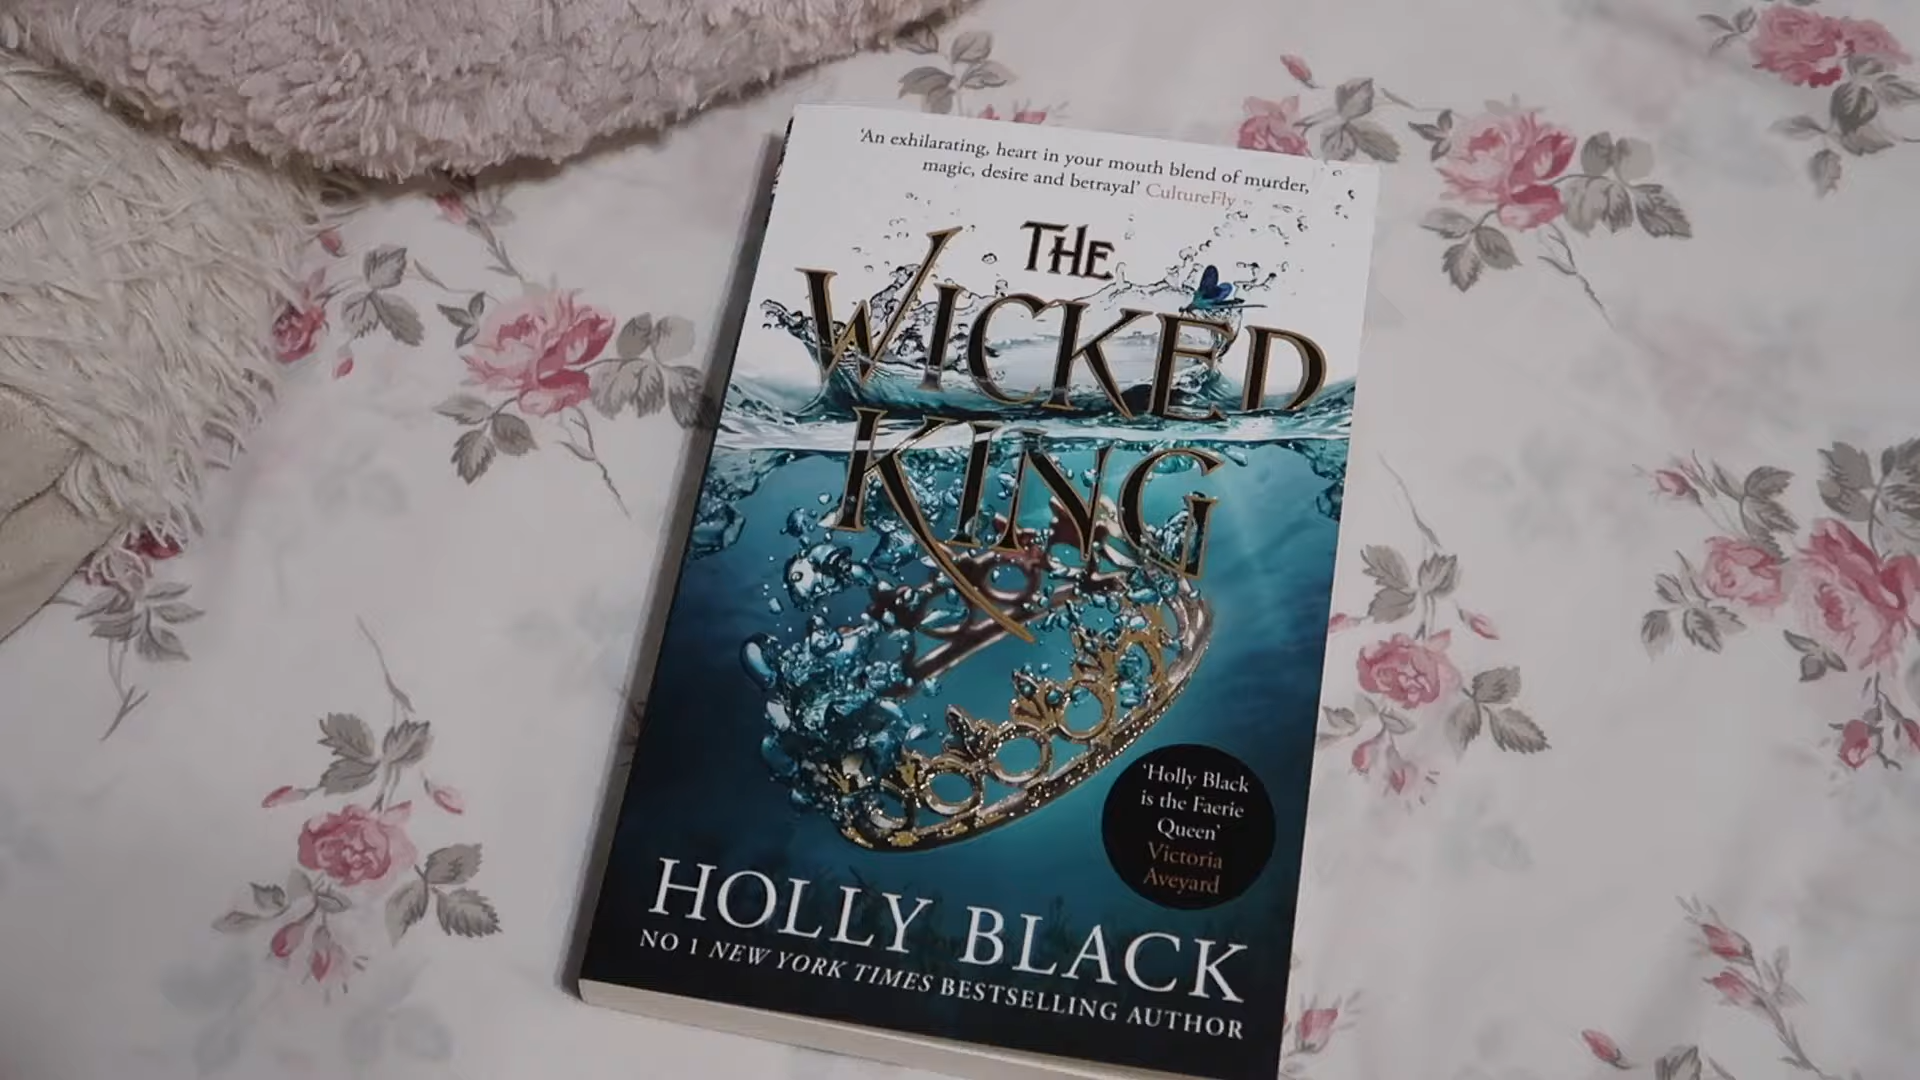 'An exhilarating, heart in your mouth blend of murder,
magic, desire and betrayal' CultureFly
THE
WICKED
KING
'Holly Black
is the Faerie
Queen'
Victoria
Aveyard
HOLLY BLACK
NO 1 NEW YORK TIMES BESTSELLING AUTHOR